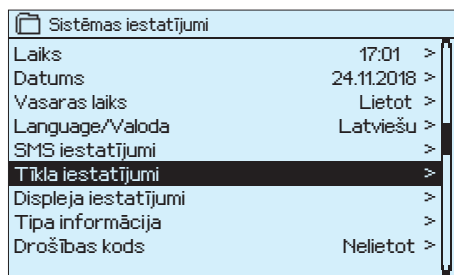 Sistēmas iestatījumi
Laiks 17:01 >
Datums 24.11.2018 >
Vasaras laiks Lietot >
Language/Valoda Latviešu >
SMS iestatījumi >
Tīkla iestatījumi >
Displeja iestatījumi >
Tipa informācija >
Drošības kods Nelietot >